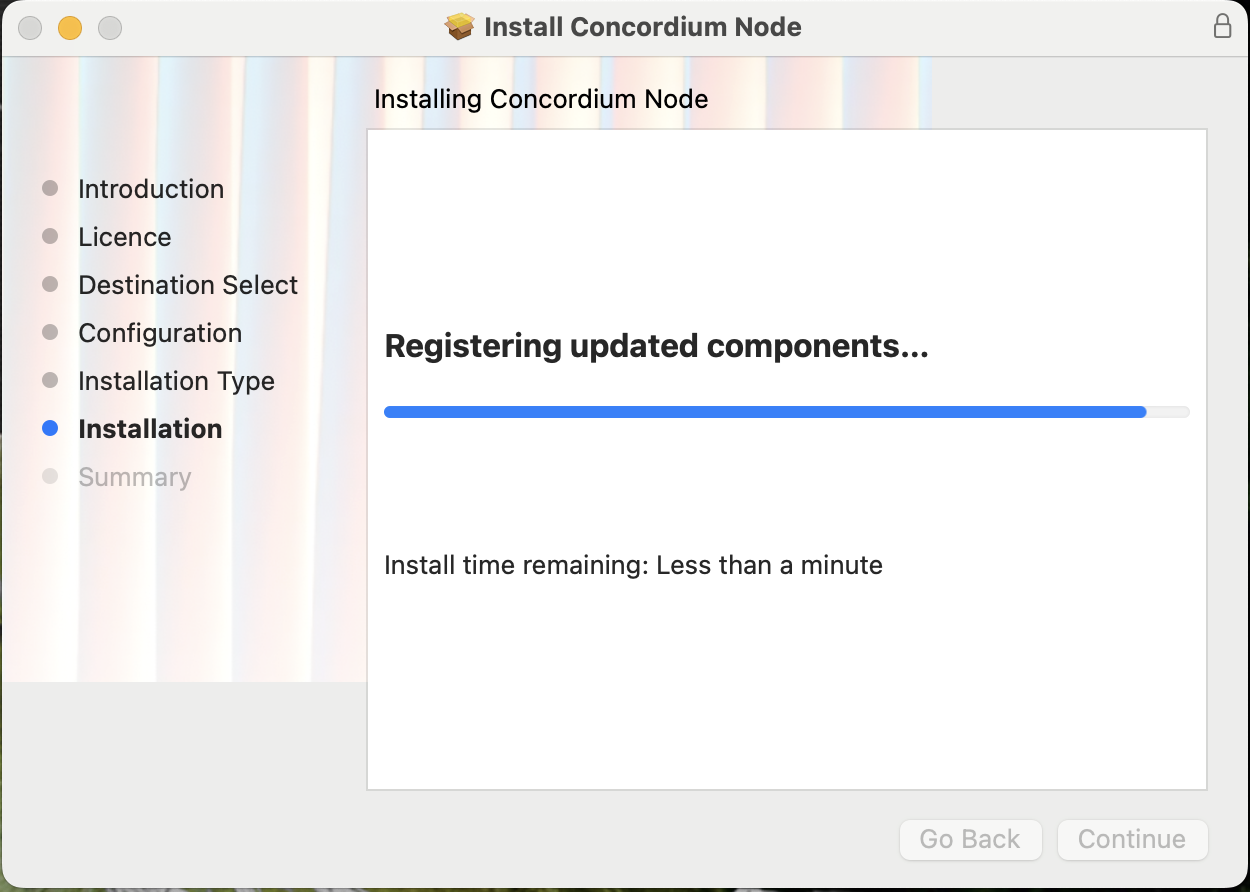 Install Concordium Node
Installing Concordium Node
Introduction
Licence
Destination Select
Configuration
Installation Type
Installation
Summary
Registering updated components...
Install time remaining: Less than a minute
Go Back
Continue